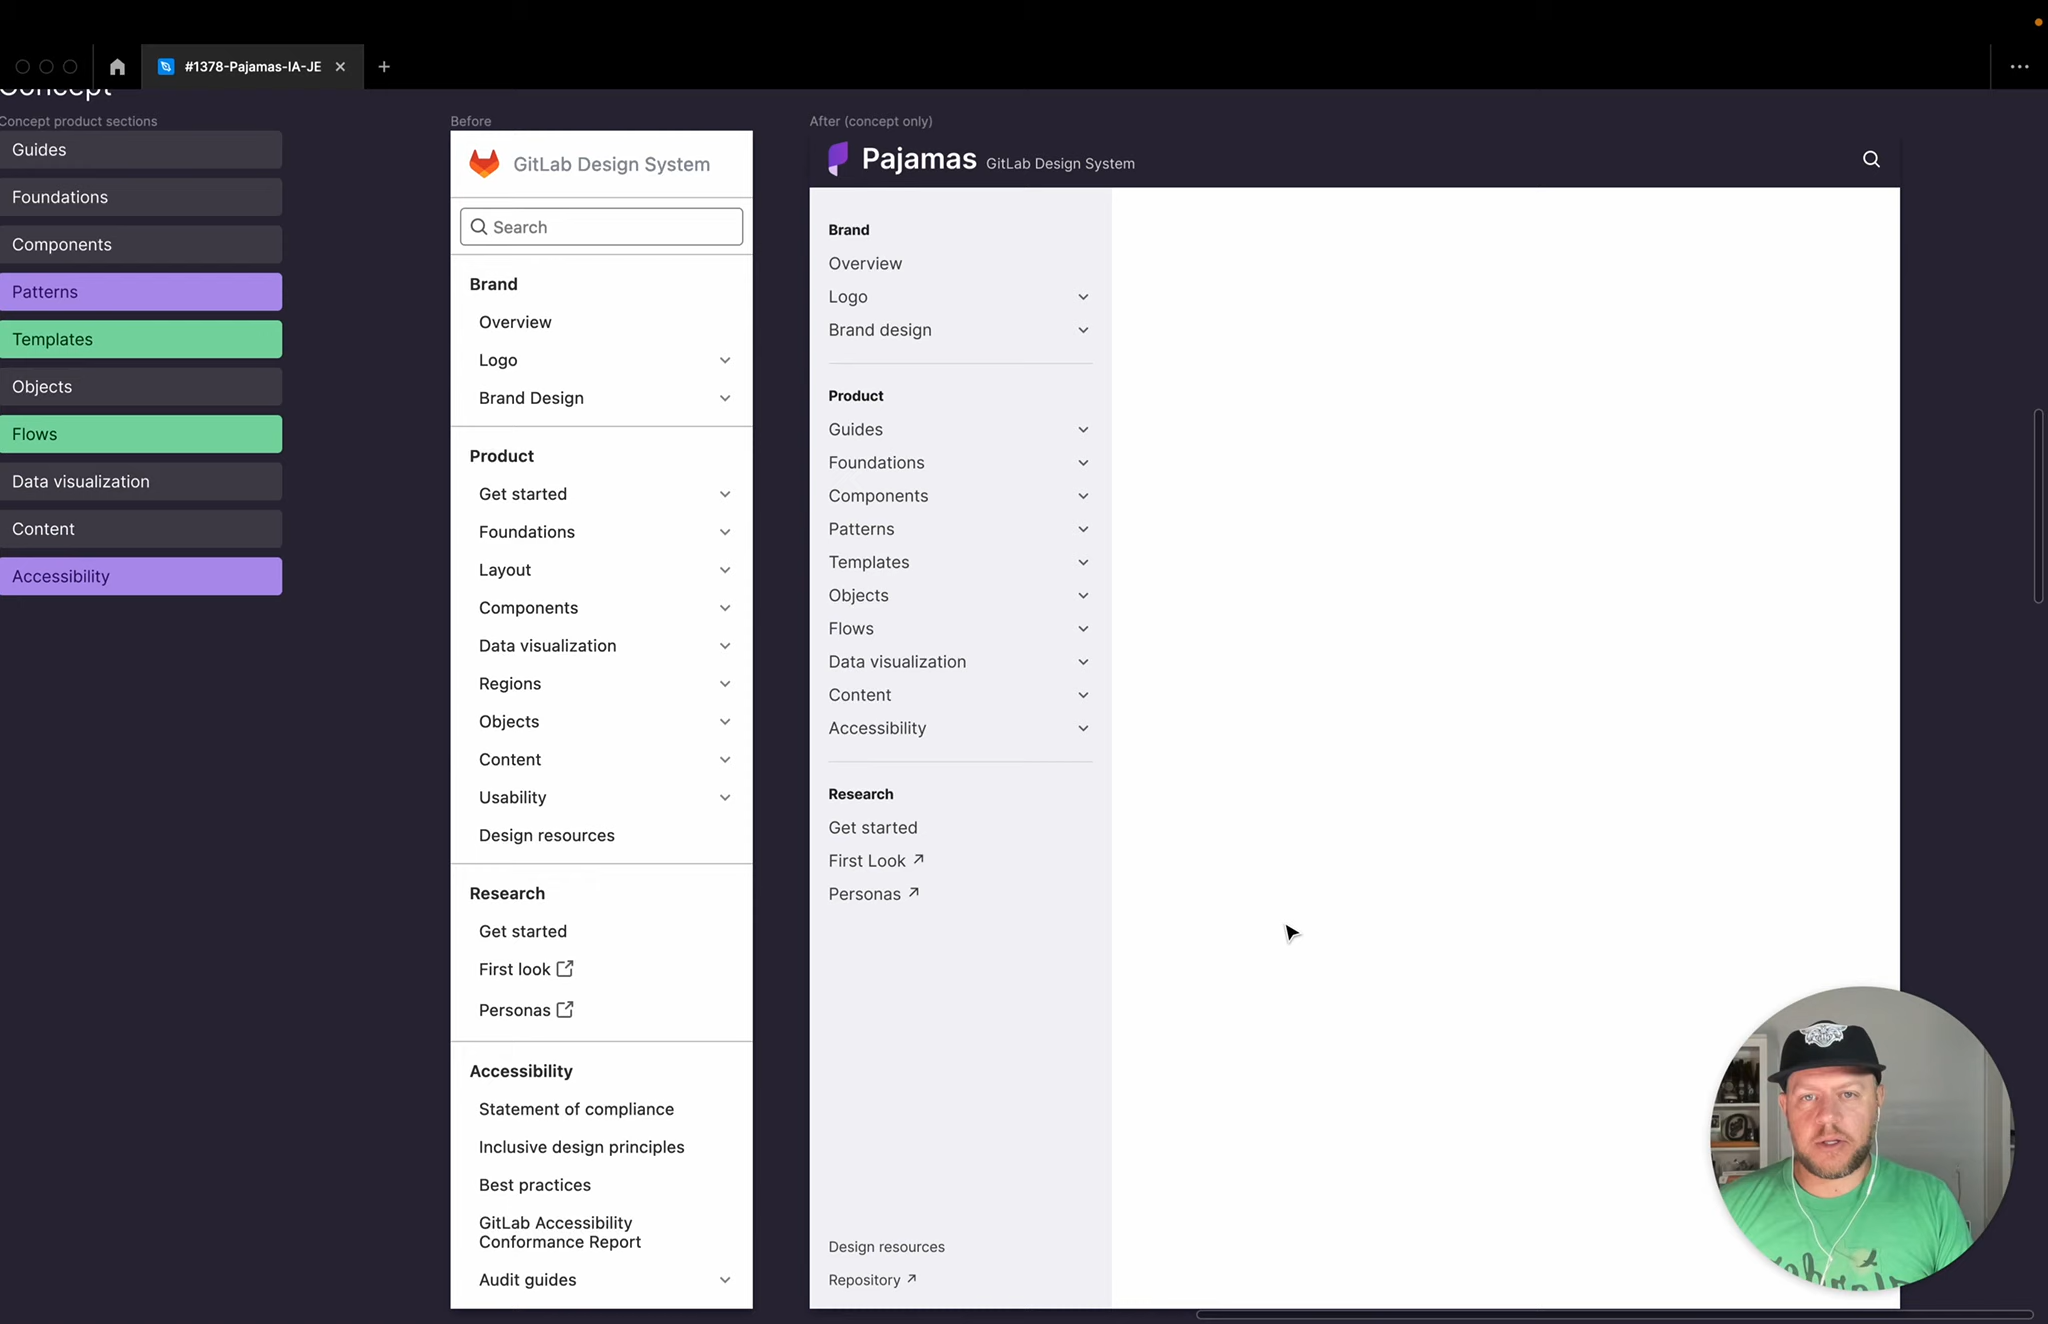 #1378-Pajamas-IA-JE
Concept
Concept product sections
Guides
Foundations
Components
Patterns
Templates
Objects
Flows
Data visualization
Content
Accessibility
Before
GitLab Design System
Search
Brand
Overview
Logo
Brand Design
Product
Get started
Foundations
Layout
Components
Data visualization
Regions
Objects
Content
Usability
Design resources
Research
Get started
First look
Personas
Accessibility
Statement of compliance
Inclusive design principles
Best practices
GitLab Accessibility
Conformance Report
Audit guides
After (concept only)
Pajamas GitLab Design System
Brand
Overview
Logo
Brand design
Product
Guides
Foundations
Components
Patterns
Templates
Objects
Flows
Data visualization
Content
Accessibility
Research
Get started
First Look
Personas
Design resources
Repository